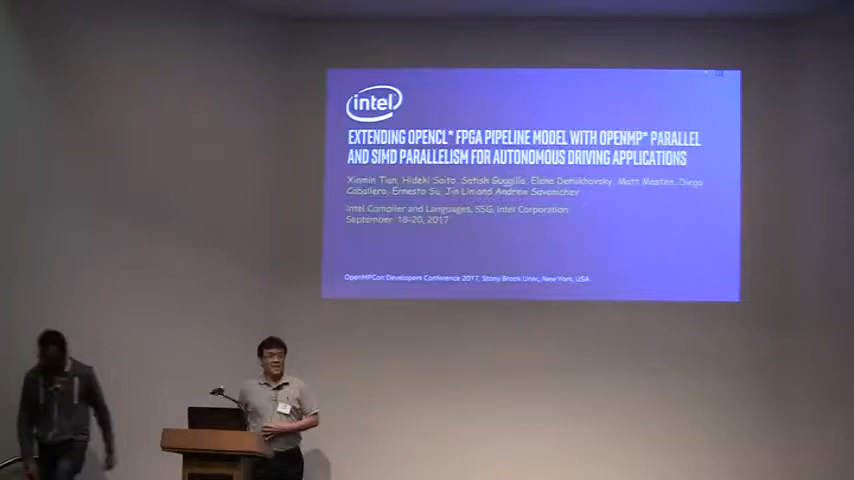 intel
EXTENDING OPENCL* FPGA PIPELINE MODEL WITH OPENMP* PARALLEL
AND SIMD PARALLELISM FOR AUTONOMOUS DRIVING APPLICATIONS
Xinmin Tian, Hideki Saito, Satish Guggilla, Elena Demikhovsky, Matt Masten, Diego
Caballero, Ernesto Su, Jin Lin and Andrew Savonichev
Intel Compiler and Languages, SSG, Intel Corporation
September 18-20, 2017
OpenMPCon Developers Conference 2017, Stony Brook Univ., New York, USA